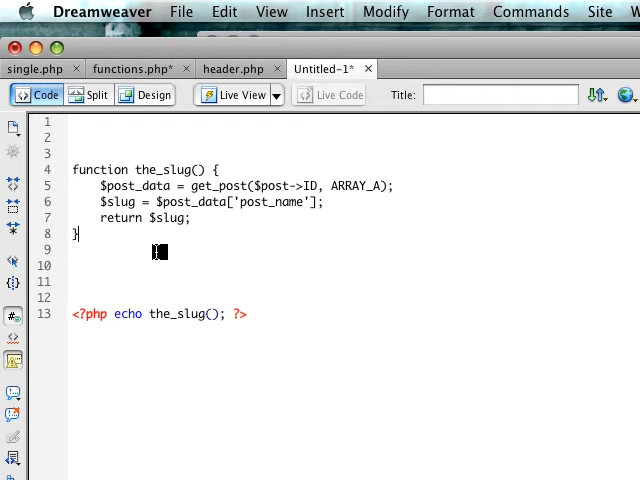 Dreamweaver File Edit View Insert Modify Format Commands Site
single.php functions.php* header.php Untitled-1*
Code Split Design Live View Live Code Title:
1
2
3
4 function the_slug() {
5 $post_data = get_post($post->ID, ARRAY_A);
6 $slug = $post_data['post_name'];
7 return $slug;
8 }
9
10
11
12
13 <?php echo the_slug(); ?>